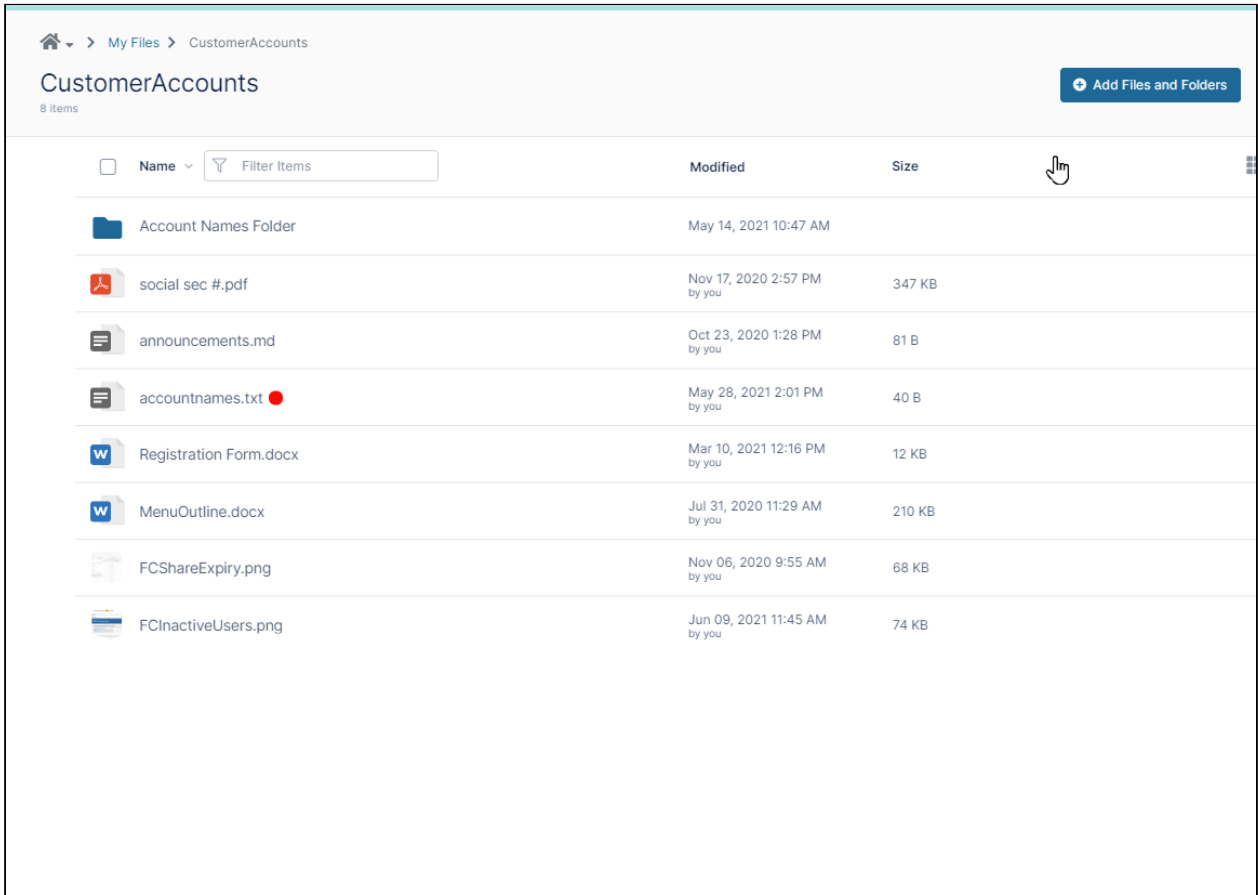 My Files CustomerAccounts
CustomerAccounts
8 items
Add Files and Folders
Name Filter Items Modified Size
Account Names Folder May 14, 2021 10:47 AM
social sec #.pdf Nov 17, 2020 2:57 PM 347 KB
by you
announcements.md Oct 23, 2020 1:28 PM 81 B
by you
accountnames.txt May 28, 2021 2:01 PM 40 B
by you
W Registration Form.docx Mar 10, 2021 12:16 PM 12 KB
by you
W MenuOutline.docx Jul 31, 2020 11:29 AM 210 KB
by you
FCShareExpiry.png Nov 06, 2020 9:55 AM 68 KB
by you
FCInactiveUsers.png Jun 09, 2021 11:45 AM 74 KB
by you